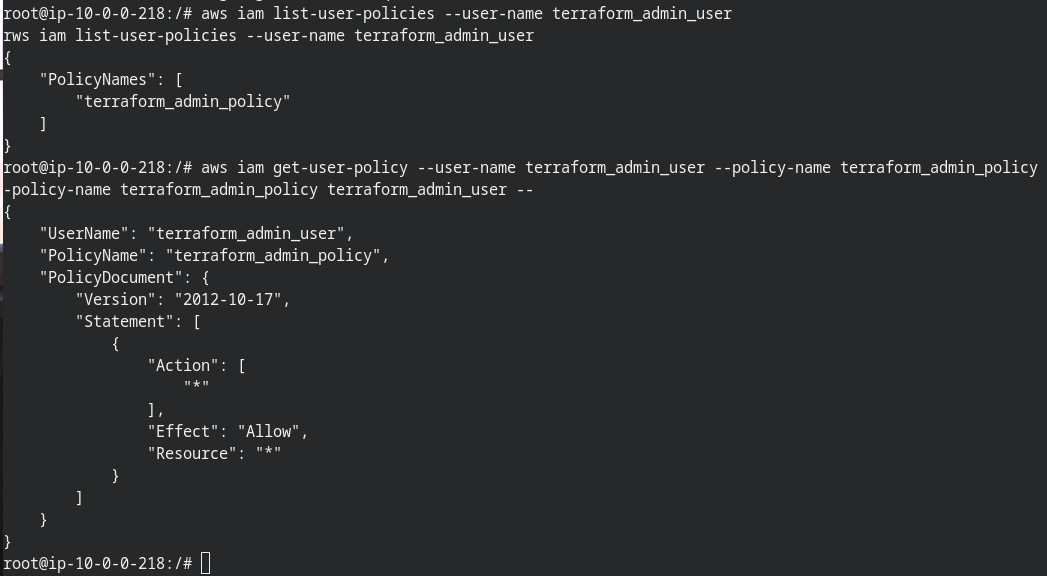 root@ip-10-0-0-218:/# aws iam list-user-policies --user-name terraform_admin_user
rws iam list-user-policies --user-name terraform_admin_user
{
    "PolicyNames": [
        "terraform_admin_policy"
    ]
}
root@ip-10-0-0-218:/# aws iam get-user-policy --user-name terraform_admin_user --policy-name terraform_admin_policy
-policy-name terraform_admin_policy terraform_admin_user --
{
    "UserName": "terraform_admin_user",
    "PolicyName": "terraform_admin_policy",
    "PolicyDocument": {
        "Version": "2012-10-17",
        "Statement": [
            {
                "Action": [
                    "*"
                ],
                "Effect": "Allow",
                "Resource": "*"
            }
        ]
    }
}
root@ip-10-0-0-218:/#